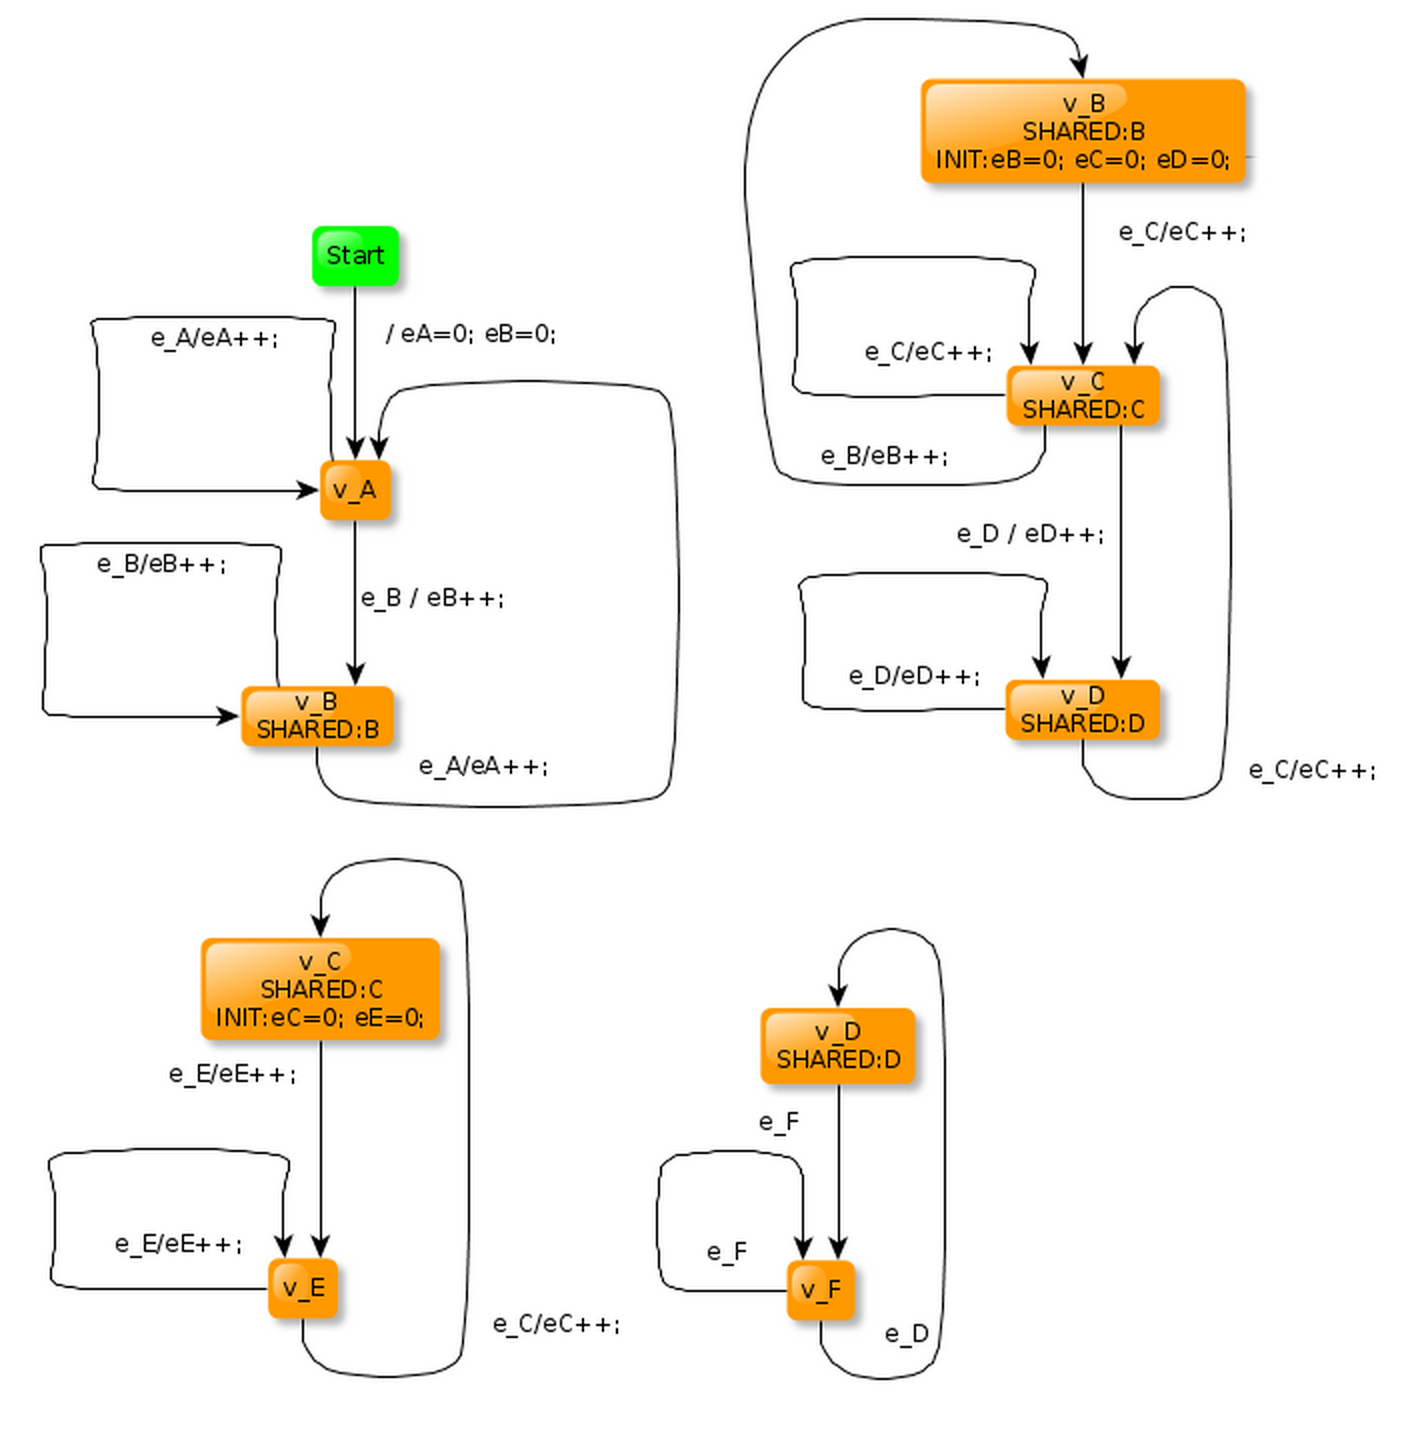 Start
/ eA=0; eB=0;
e_A/eA++;
v_A
e_B/eB++;
e_B / eB++;
v_B
SHARED:B
e_A/eA++;
v_B
SHARED:B
INIT:eB=0; eC=0; eD=0;
e_C/eC++;
e_C/eC++;
v_C
SHARED:C
e_B/eB++;
e_D / eD++;
e_D/eD++;
v_D
SHARED:D
e_C/eC++;
v_C
SHARED:C
INIT:eC=0; eE=0;
e_E/eE++;
e_E/eE++;
v_E
e_C/eC++;
v_D
SHARED:D
e_F
e_F
v_F
e_D